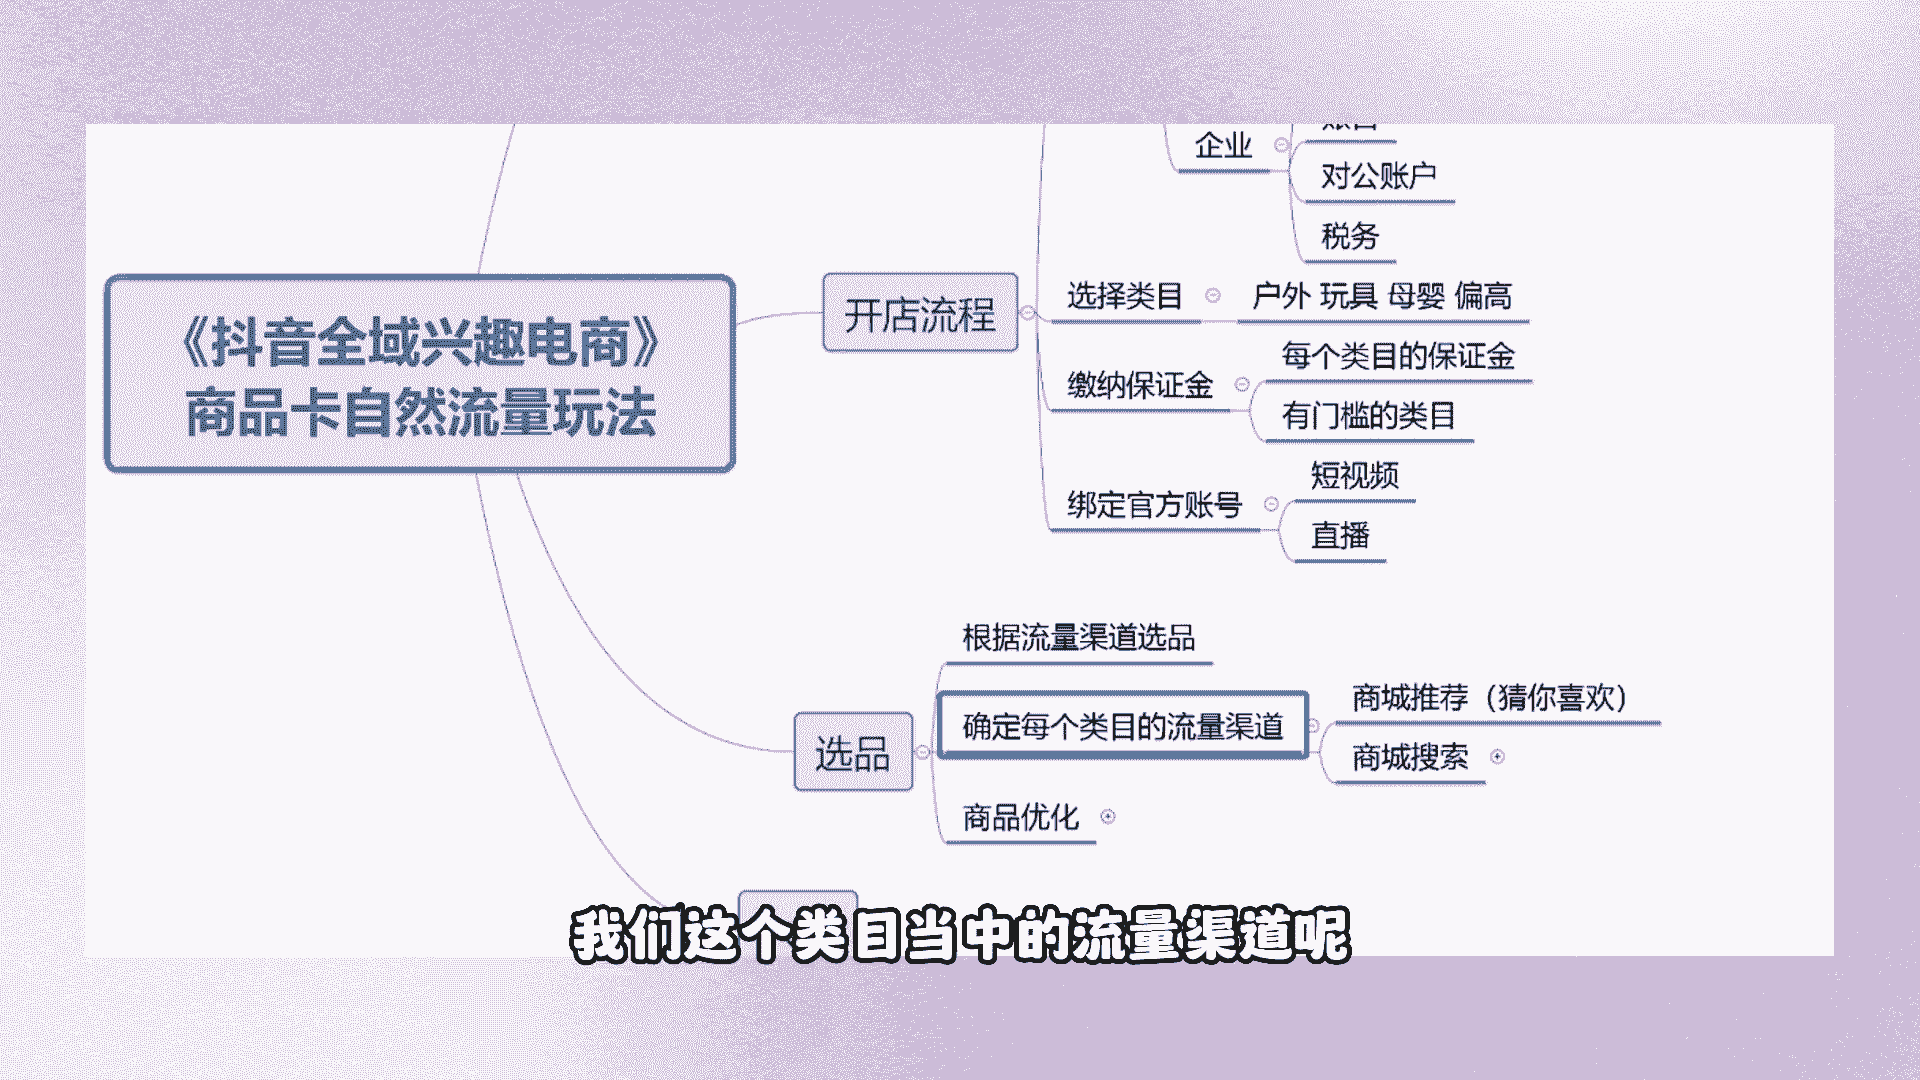 企业
对公账户
税务
《抖音全域兴趣电商》
商品卡自然流量玩法
开店流程
选择类目
户外 玩具 母婴 偏高
缴纳保证金
每个类目的保证金
有门槛的类目
绑定官方账号
短视频
直播
选品
根据流量渠道选品
确定每个类目的流量渠道
商城推荐（猜你喜欢）
商城搜索
商品优化
我们这个类目当中的流量渠道呢